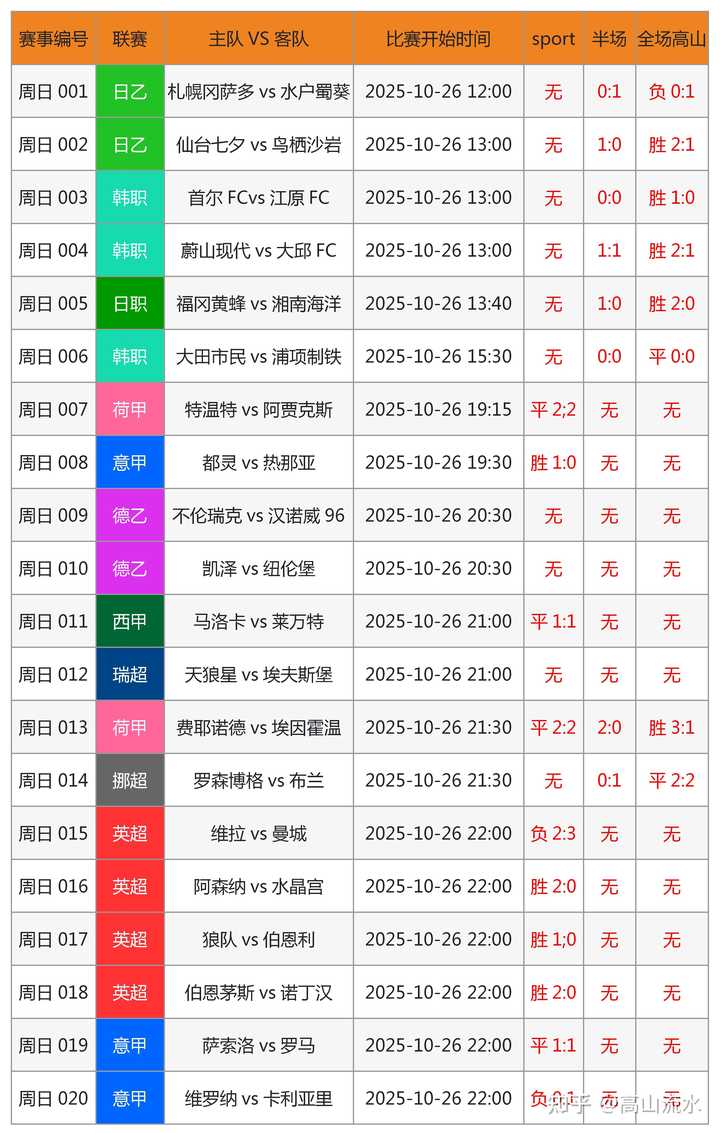 赛事编号 联赛 主队 VS 客队 比赛开始时间 sport 半场 全场高山
周日 001 日乙 札幌冈萨多 vs 水户蜀葵 2025-10-26 12:00 无 0:1 负 0:1
周日 002 日乙 仙台七夕 vs 鸟栖沙岩 2025-10-26 13:00 无 1:0 胜 2:1
周日 003 韩职 首尔 FCvs 江原 FC 2025-10-26 13:00 无 0:0 胜 1:0
周日 004 韩职 蔚山现代 vs 大邱 FC 2025-10-26 13:00 无 1:1 胜 2:1
周日 005 日职 福冈黄蜂 vs 湘南海洋 2025-10-26 13:40 无 1:0 胜 2:0
周日 006 韩职 大田市民 vs 浦项制铁 2025-10-26 15:30 无 0:0 平 0:0
周日 007 荷甲 特温特 vs 阿贾克斯 2025-10-26 19:15 平 2;2 无 无
周日 008 意甲 都灵 vs 热那亚 2025-10-26 19:30 胜 1:0 无 无
周日 009 德乙 不伦瑞克 vs 汉诺威 96 2025-10-26 20:30 无 无 无
周日 010 德乙 凯泽 vs 纽伦堡 2025-10-26 20:30 无 无 无
周日 011 西甲 马洛卡 vs 莱万特 2025-10-26 21:00 平 1:1 无 无
周日 012 瑞超 天狼星 vs 埃夫斯堡 2025-10-26 21:00 无 无 无
周日 013 荷甲 费耶诺德 vs 埃因霍温 2025-10-26 21:30 平 2:2 2:0 胜 3:1
周日 014 挪超 罗森博格 vs 布兰 2025-10-26 21:30 无 0:1 平 2:2
周日 015 英超 维拉 vs 曼城 2025-10-26 22:00 负 2:3 无 无
周日 016 英超 阿森纳 vs 水晶宫 2025-10-26 22:00 胜 2:0 无 无
周日 017 英超 狼队 vs 伯恩利 2025-10-26 22:00 胜 1;0 无 无
周日 018 英超 伯恩茅斯 vs 诺丁汉 2025-10-26 22:00 胜 2:0 无 无
周日 019 意甲 萨索洛 vs 罗马 2025-10-26 22:00 平 1:1 无 无
周日 020 意甲 维罗纳 vs 卡利亚里 2025-10-26 22:00 负 0:1 无 无
知乎 @高山流水